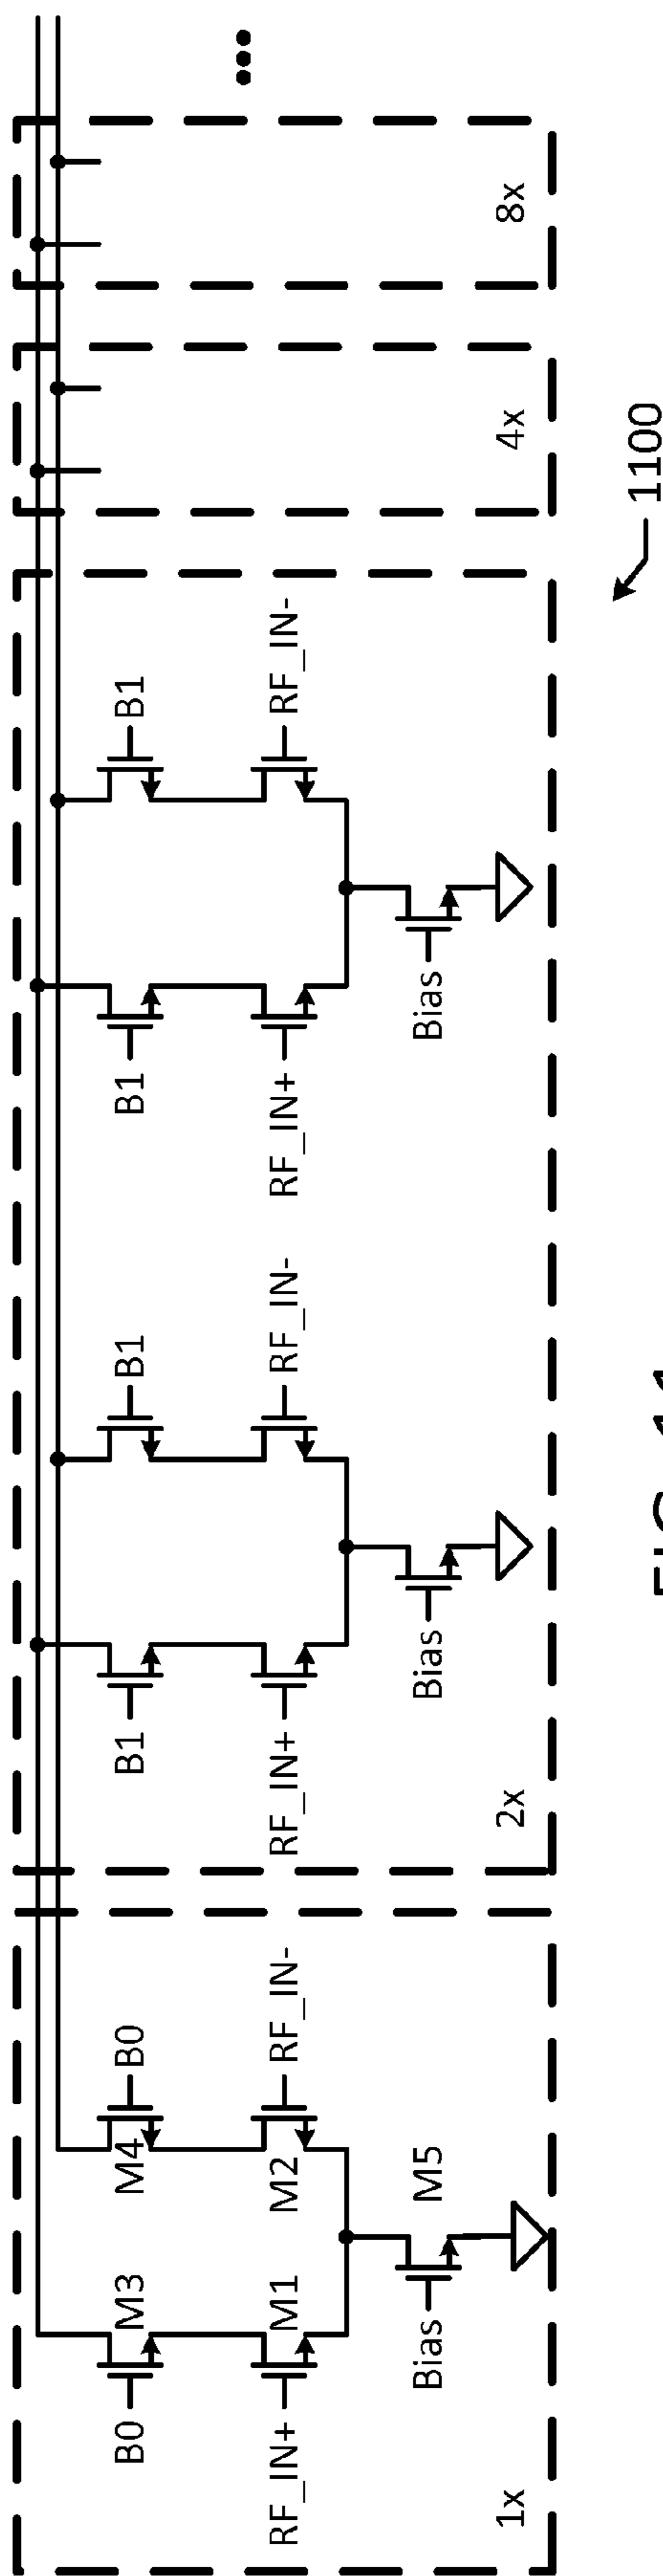 B0
M3
M4
B0
B1
B1
B1
B1
RF_IN+
M1
M2
RF_IN-
RF_IN+
RF_IN-
RF_IN+
RF_IN-
Bias
M5
Bias
Bias
1x
2x
4x
8x
1100